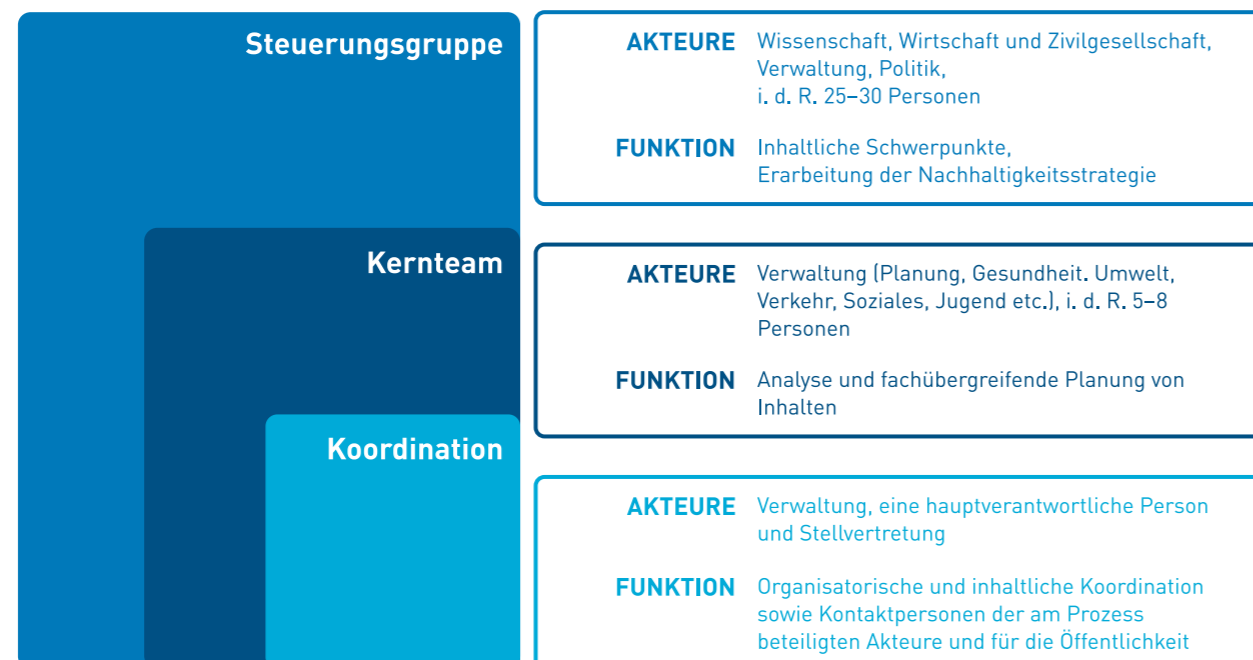 Steuerungsgruppe
AKTEURE Wissenschaft, Wirtschaft und Zivilgesellschaft,
Verwaltung, Politik,
i. d. R. 25–30 Personen
FUNKTION Inhaltliche Schwerpunkte,
Erarbeitung der Nachhaltigkeitsstrategie
Kernteam
AKTEURE Verwaltung (Planung, Gesundheit. Umwelt,
Verkehr, Soziales, Jugend etc.), i. d. R. 5–8
Personen
FUNKTION Analyse und fachübergreifende Planung von
Inhalten
Koordination
AKTEURE Verwaltung, eine hauptverantwortliche Person
und Stellvertretung
FUNKTION Organisatorische und inhaltliche Koordination
sowie Kontaktpersonen der am Prozess
beteiligten Akteure und für die Öffentlichkeit